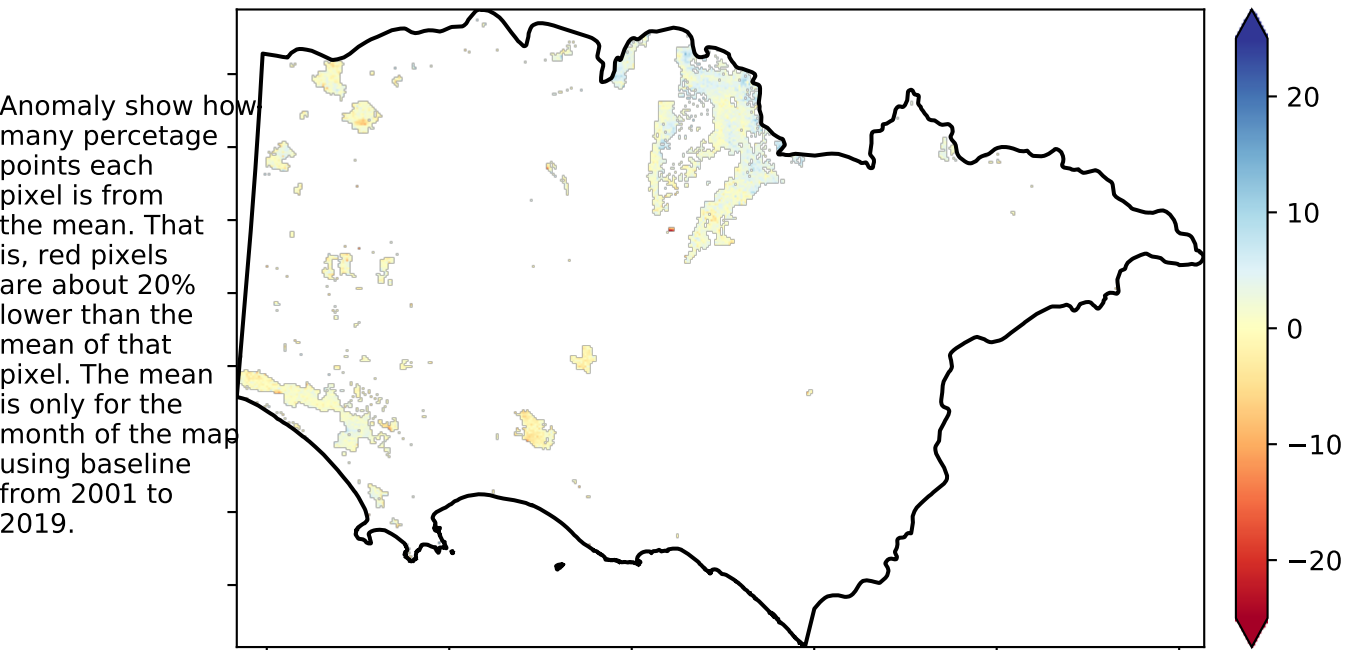 Anomaly show how
many percetage
points each
pixel is from
the mean. That
is, red pixels
are about 20%
lower than the
mean of that
pixel. The mean
is only for the
month of the map
using baseline
from 2001 to
2019.
20
10
0
−10
−20